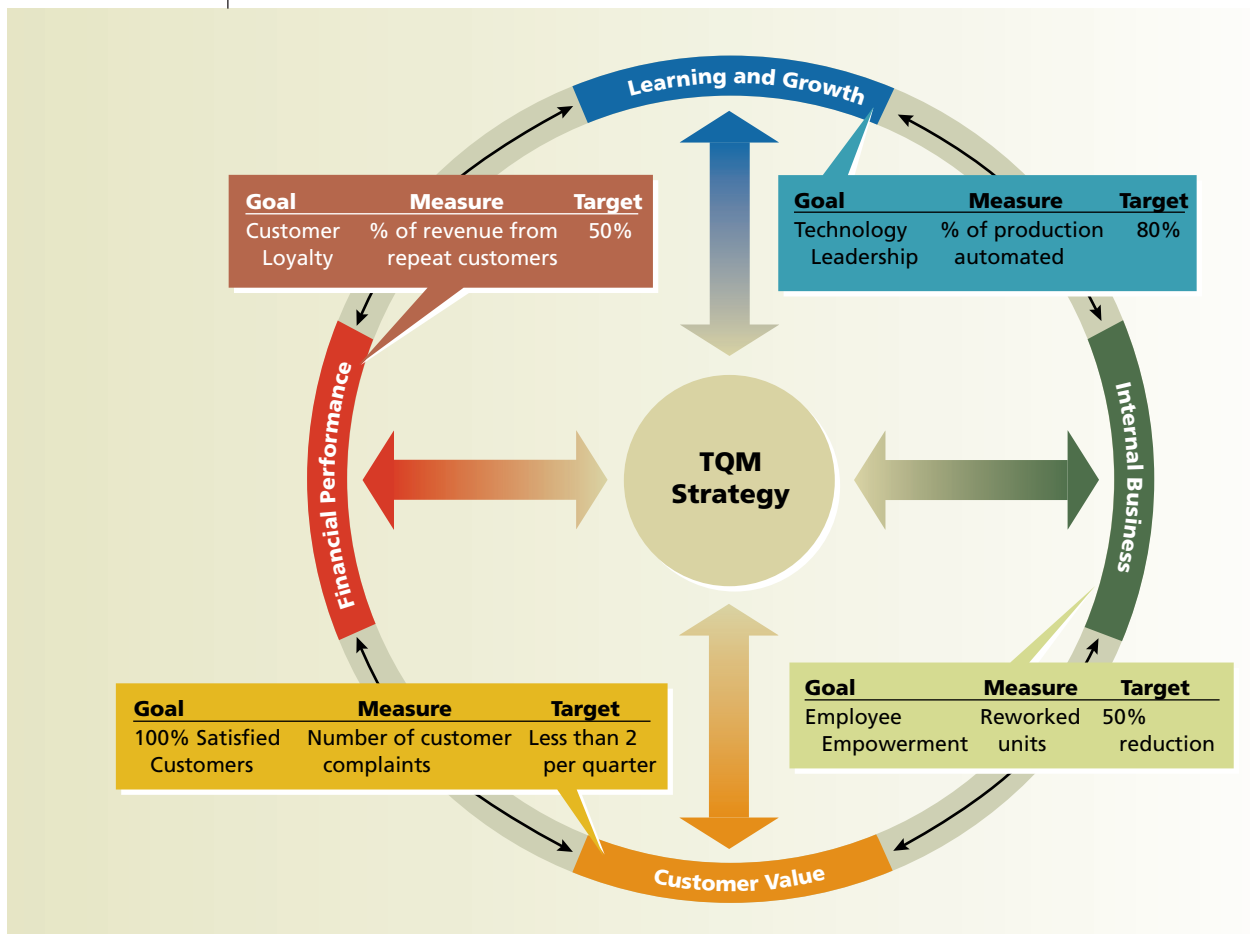 Learning and Growth
Goal Measure Target
Customer % of revenue from 50%
Loyalty repeat customers
Goal Measure Target
Technology % of production 80%
Leadership automated
Financial Performance
TQM
Strategy
Internal Business
Goal Measure Target
100% Satisfied Number of customer Less than 2
Customers complaints per quarter
Goal Measure Target
Employee Reworked 50%
Empowerment units reduction
Customer Value